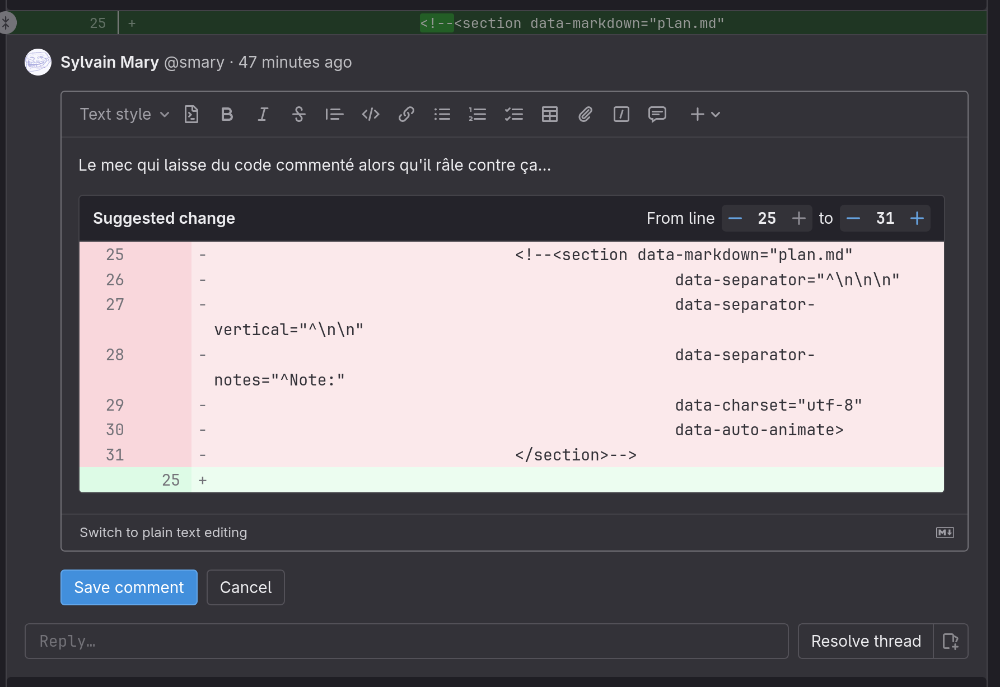 25 + <!--<section data-markdown="plan.md"
Sylvain Mary @smary · 47 minutes ago
Text style
Le mec qui laisse du code commenté alors qu'il râle contre ça...
Suggested change From line 25 to 31
25 - <!--<section data-markdown="plan.md"
26 - data-separator="^\n\n\n"
27 - data-separator-
vertical="^\n\n"
28 - data-separator-
notes="^Note:"
29 - data-charset="utf-8"
30 - data-auto-animate>
31 - </section>-->
25 +
Switch to plain text editing
Save comment Cancel
Reply…
Resolve thread